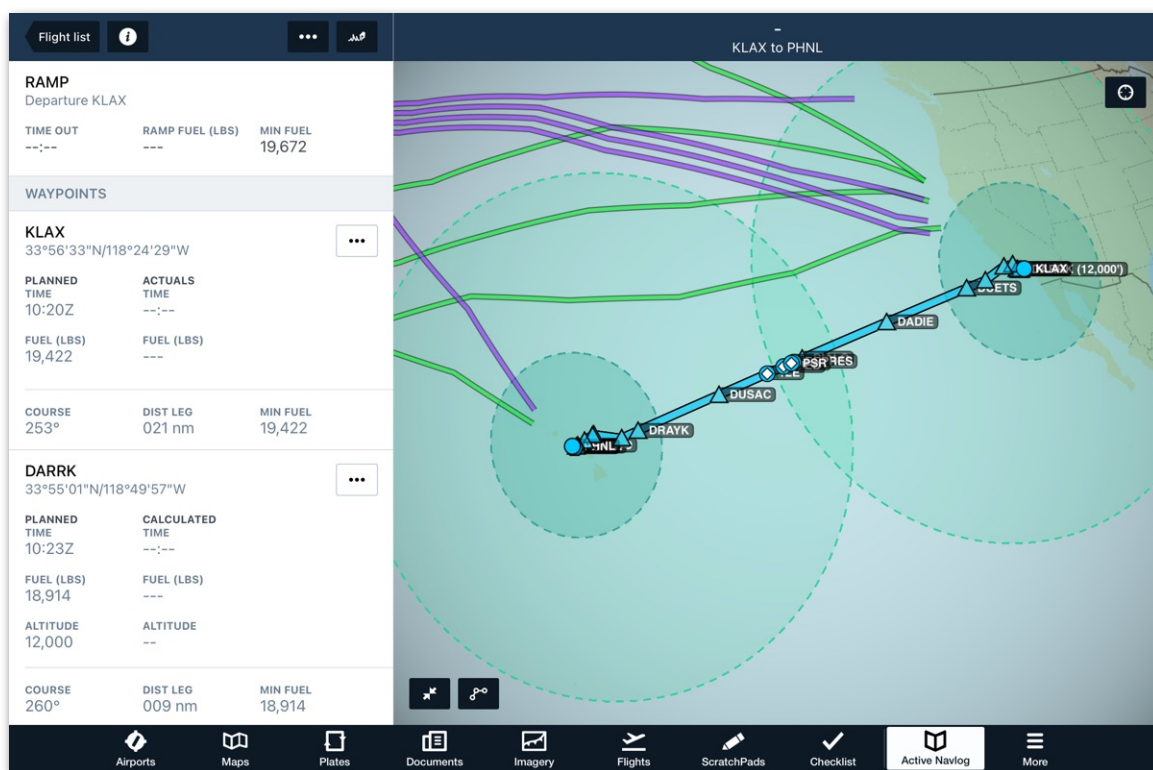 Flight list
-
KLAX to PHNL
RAMP
Departure KLAX
TIME OUT RAMP FUEL (LBS) MIN FUEL
--:-- --- 19,672
WAYPOINTS
KLAX
33°56'33"N/118°24'29"W
PLANNED ACTUALS
TIME TIME
10:20Z --:--
FUEL (LBS) FUEL (LBS)
19,422 ---
COURSE DIST LEG MIN FUEL
253° 021 nm 19,422
DARRK
33°55'01"N/118°49'57"W
PLANNED CALCULATED
TIME TIME
10:23Z --:--
FUEL (LBS) FUEL (LBS)
18,914 ---
ALTITUDE ALTITUDE
12,000 --
COURSE DIST LEG MIN FUEL
260° 009 nm 18,914
KLAX (12,000')
DUETS
DADIE
PSR RES
DUSAC
DRAYK
Airports Maps Plates Documents Imagery Flights ScratchPads Checklist Active Navlog More